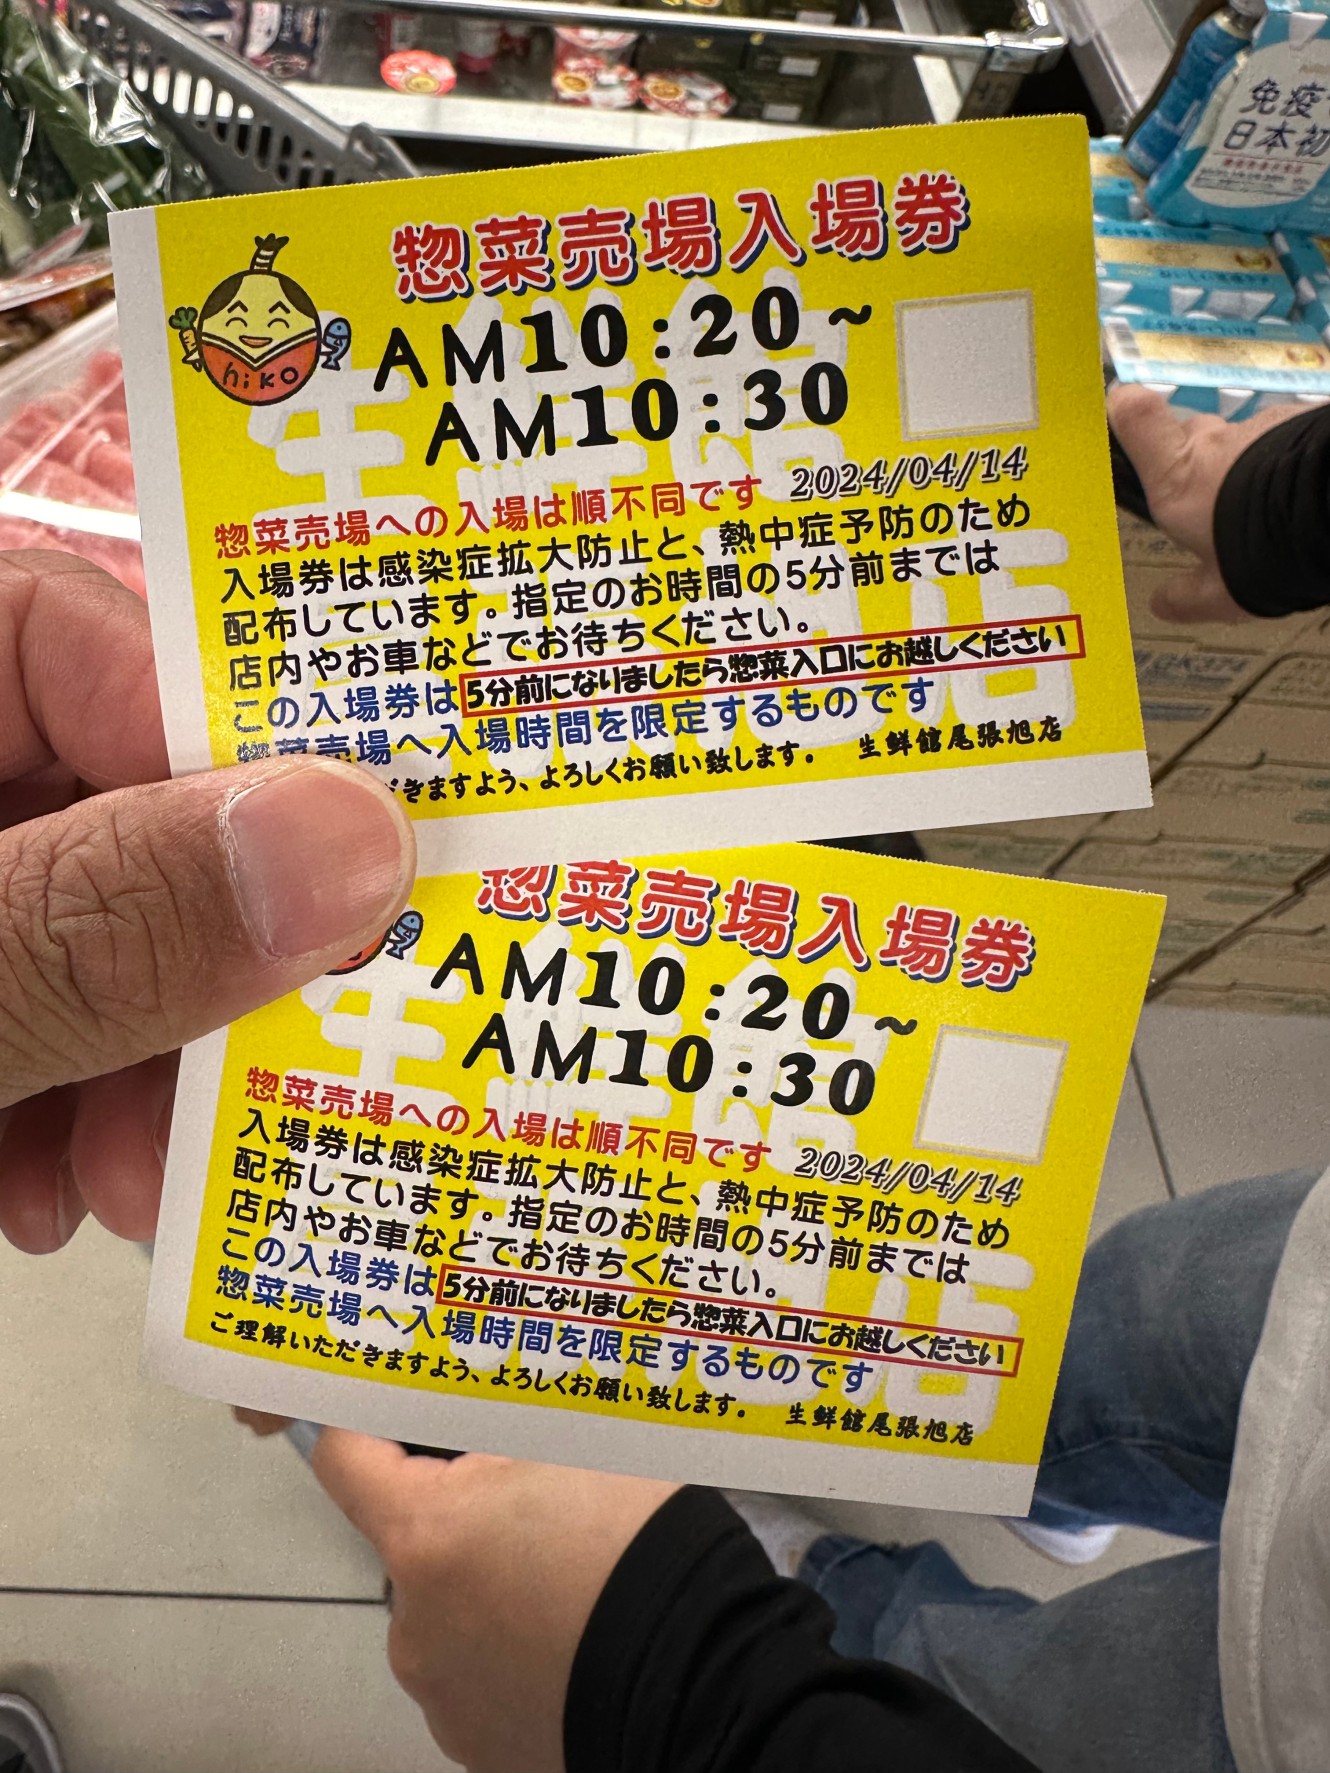 惣菜売場入場券
hiko
AM10:20~
AM10:30
2024/04/14
惣菜売場への入場は順不同です
入場券は感染症拡大防止と、熱中症予防のため
配布しています。指定のお時間の5分前までは
店内やお車などでお待ちください。
この入場券は5分前になりましたら惣菜入口にお越しください
惣菜売場へ入場時間を限定するものです
きますよう、よろしくお願い致します。 生鮮館尾張旭店
惣菜売場入場券
AM10:20~
AM10:30
2024/04/14
惣菜売場への入場は順不同です
入場券は感染症拡大防止と、熱中症予防のため
配布しています。指定のお時間の5分前までは
店内やお車などでお待ちください。
この入場券は5分前になりましたら惣菜入口にお越しください
惣菜売場へ入場時間を限定するものです
ご理解いただきますよう、よろしくお願い致します。 生鮮館尾張旭店
免疫
日本初